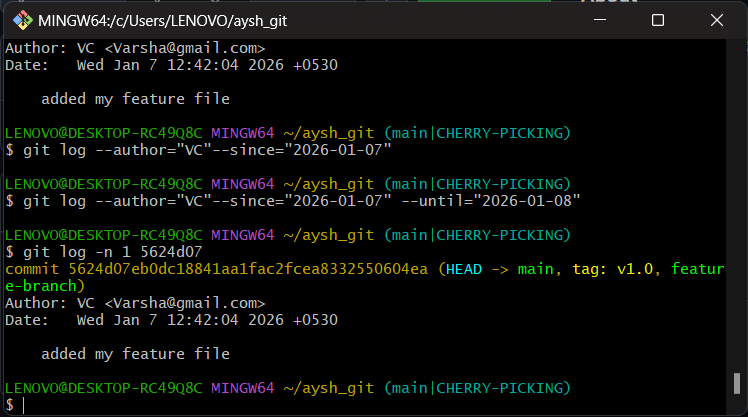 MINGW64:/c/Users/LENOVO/aysh_git
Author: VC <Varsha@gmail.com>
Date:   Wed Jan 7 12:42:04 2026 +0530
    added my feature file
LENOVO@DESKTOP-RC49Q8C MINGW64 ~/aysh_git (main|CHERRY-PICKING)
$ git log --author="VC"--since="2026-01-07"
LENOVO@DESKTOP-RC49Q8C MINGW64 ~/aysh_git (main|CHERRY-PICKING)
$ git log --author="VC"--since="2026-01-07" --until="2026-01-08"
LENOVO@DESKTOP-RC49Q8C MINGW64 ~/aysh_git (main|CHERRY-PICKING)
$ git log -n 1 5624d07
commit 5624d07eb0dc18841aa1fac2fcea8332550604ea (HEAD -> main, tag: v1.0, featur
e-branch)
Author: VC <Varsha@gmail.com>
Date:   Wed Jan 7 12:42:04 2026 +0530
    added my feature file
LENOVO@DESKTOP-RC49Q8C MINGW64 ~/aysh_git (main|CHERRY-PICKING)
$